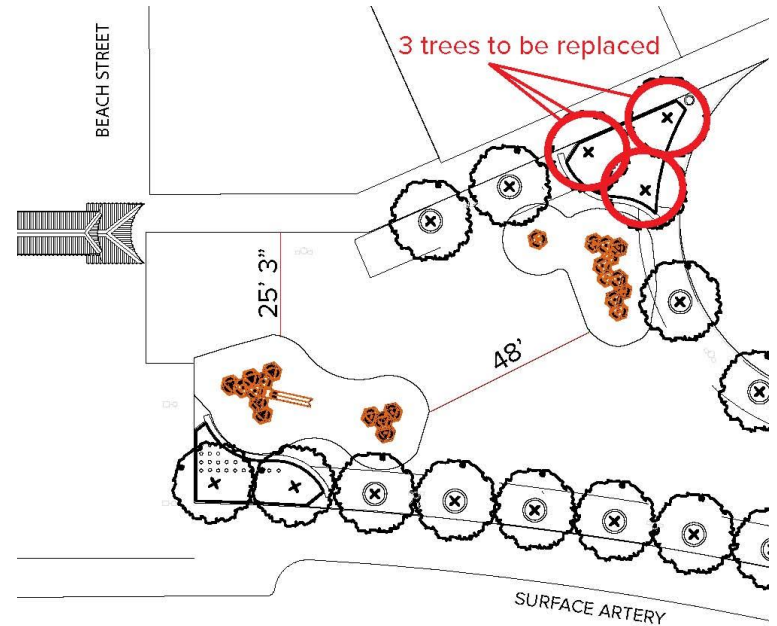 3 trees to be replaced
BEACH STREET
25’ 3”
48’
SURFACE ARTERY